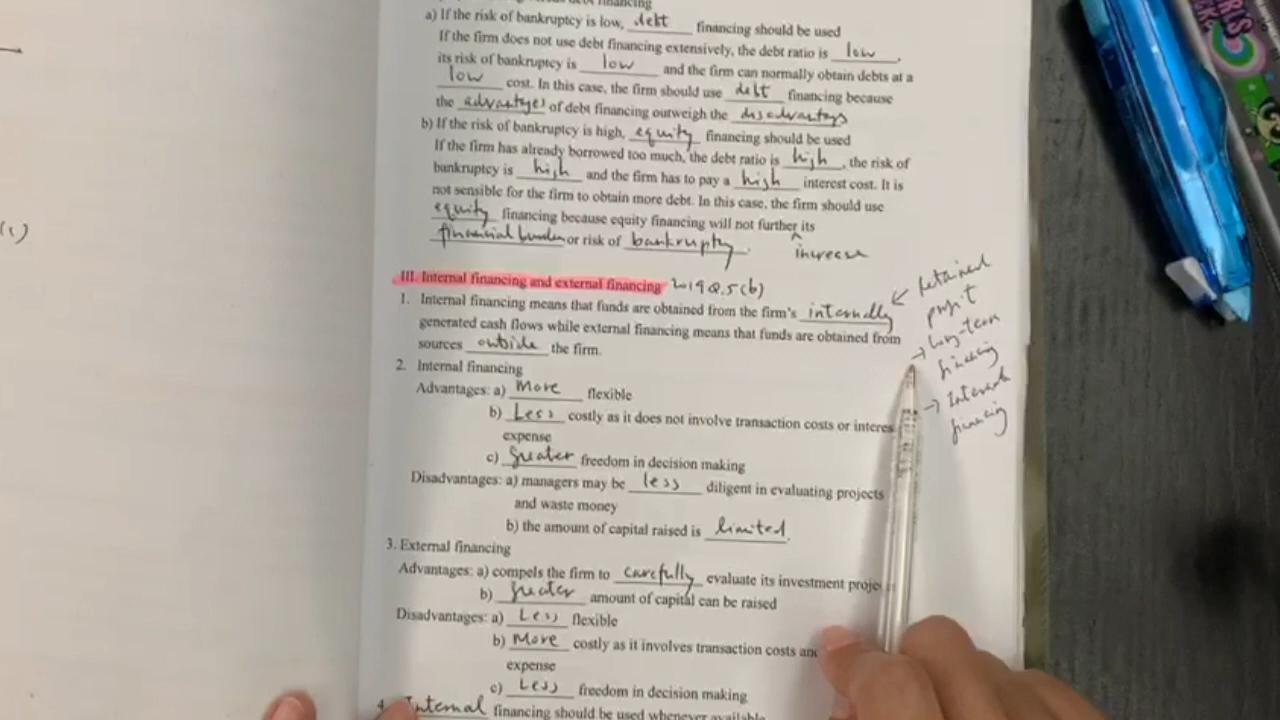 financing
a) If the risk of bankruptcy is low, debt financing should be used
If the firm does not use debt financing extensively, the debt ratio is low,
its risk of bankruptcy is low and the firm can normally obtain debts at a
low cost. In this case, the firm should use debt financing because
the advantages of debt financing outweigh the disadvantages
b) If the risk of bankruptcy is high, equity financing should be used
If the firm has already borrowed too much, the debt ratio is high, the risk of
bankruptcy is high and the firm has to pay a high interest cost. It is
not sensible for the firm to obtain more debt. In this case, the firm should use
equity financing because equity financing will not further its
financial burden or risk of bankruptty. increase
III. Internal financing and external financing 2019 Q.5(b)
1. Internal financing means that funds are obtained from the firm's internally
generated cash flows while external financing means that funds are obtained from
sources outside the firm.
← Retained
profit
→ Long-term
financing
→ Internal
financing
2. Internal financing
Advantages: a) More flexible
b) Less costly as it does not involve transaction costs or interes
expense
c) Greater freedom in decision making
Disadvantages: a) managers may be less diligent in evaluating projects
and waste money
b) the amount of capital raised is limited.
3. External financing
Advantages: a) compels the firm to carefully evaluate its investment proje
b) Greater amount of capital can be raised
Disadvantages: a) Less flexible
b) More costly as it involves transaction costs and
expense
c) Less freedom in decision making
4. Internal financing should be used whenever available